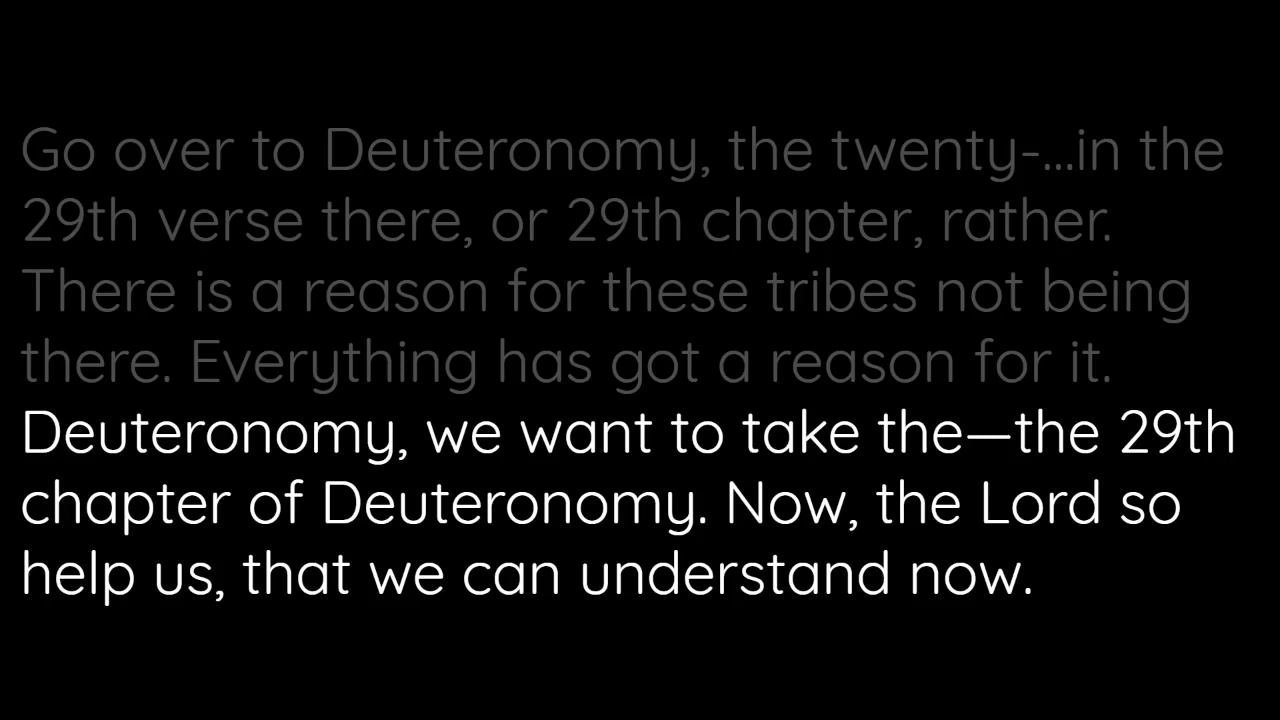 Go over to Deuteronomy, the twenty-...in the
29th verse there, or 29th chapter, rather.
There is a reason for these tribes not being
there. Everything has got a reason for it.
Deuteronomy, we want to take the—the 29th
chapter of Deuteronomy. Now, the Lord so
help us, that we can understand now.